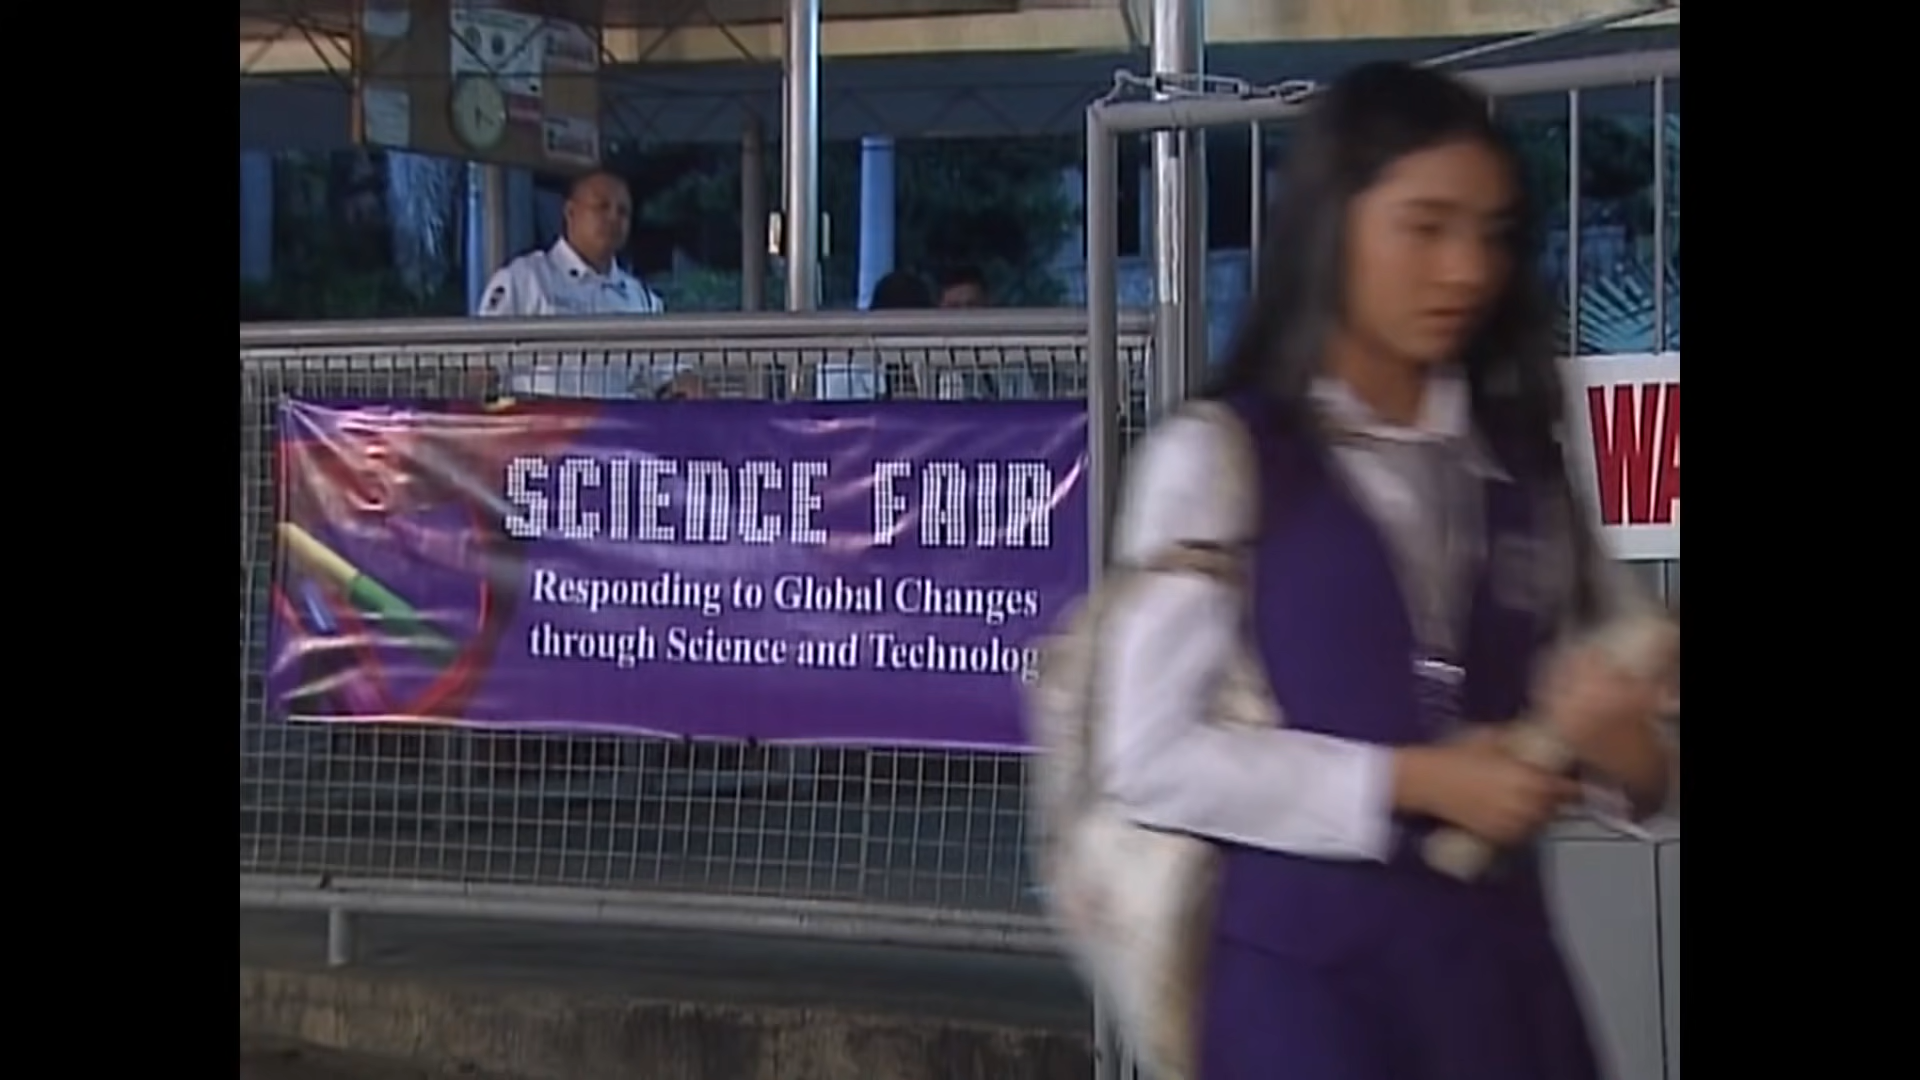 SCIENCE FAIR
Responding to Global Changes
through Science and Technolog
WA